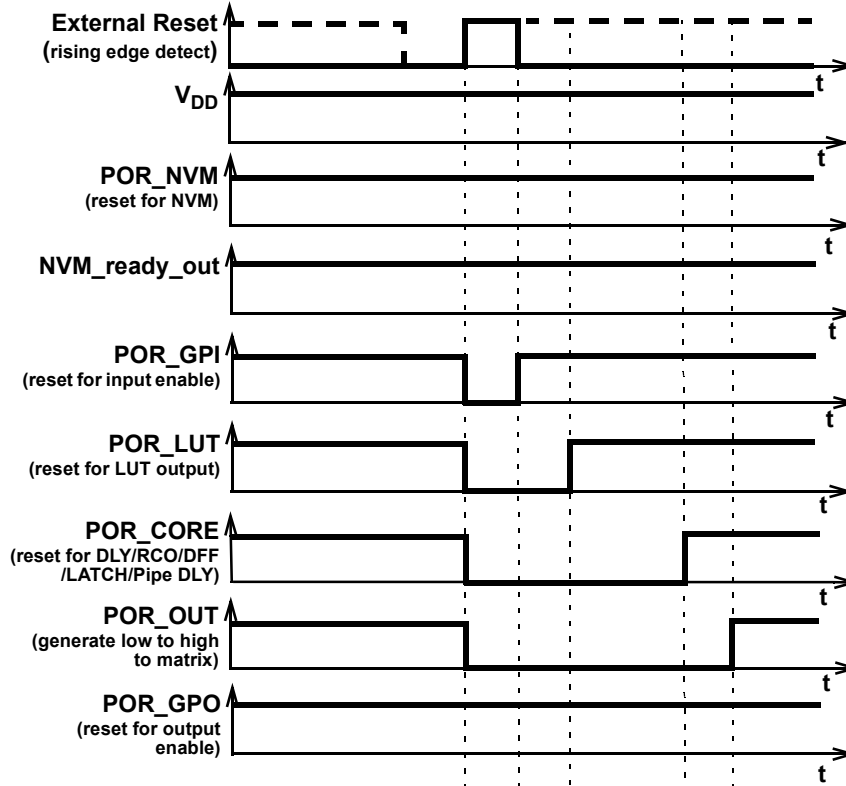 External Reset
(rising edge detect)
t
VDD
t
POR_NVM
(reset for NVM)
t
NVM_ready_out
t
POR_GPI
(reset for input enable)
t
POR_LUT
(reset for LUT output)
t
POR_CORE
(reset for DLY/RCO/DFF
/LATCH/Pipe DLY)
t
POR_OUT
(generate low to high
to matrix)
t
POR_GPO
(reset for output
enable)
t